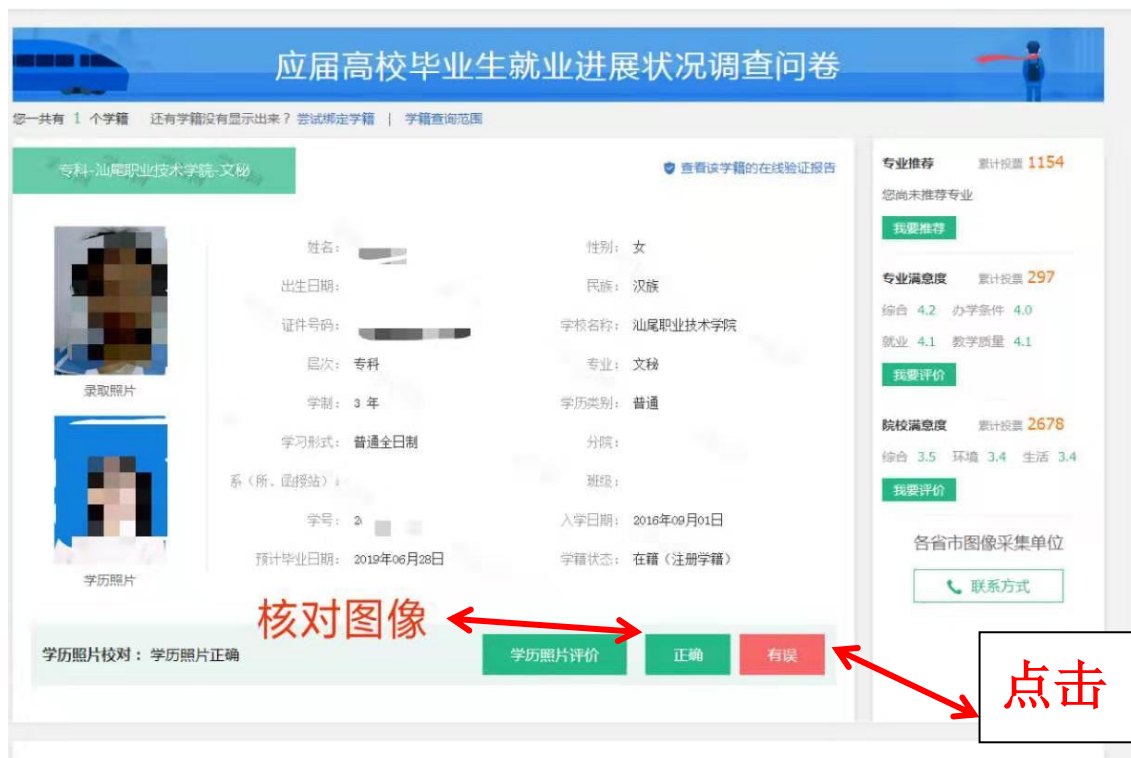 应届高校毕业生就业进展状况调查问卷
您一共有 1 个学籍 还有学籍没有显示出来？尝试绑定学籍 | 学籍查询范围
专科-汕尾职业技术学院-文秘
查看该学籍的在线验证报告
录取照片
学历照片
姓名：
性别： 女
出生日期：
民族： 汉族
证件号码：
学校名称： 汕尾职业技术学院
层次： 专科
专业： 文秘
学制： 3 年
学历类别： 普通
学习形式： 普通全日制
分院：
系（所、函授站）：
班级：
学号： 2
入学日期： 2016年09月01日
预计毕业日期： 2019年06月28日
学籍状态： 在籍（注册学籍）
核对图像
学历照片校对： 学历照片正确
学历照片评价
正确
有误
专业推荐 累计投票 1154
您尚未推荐专业
我要推荐
专业满意度 累计投票 297
综合 4.2 办学条件 4.0
就业 4.1 教学质量 4.1
我要评价
院校满意度 累计投票 2678
综合 3.5 环境 3.4 生活 3.4
我要评价
各省市图像采集单位
联系方式
点击